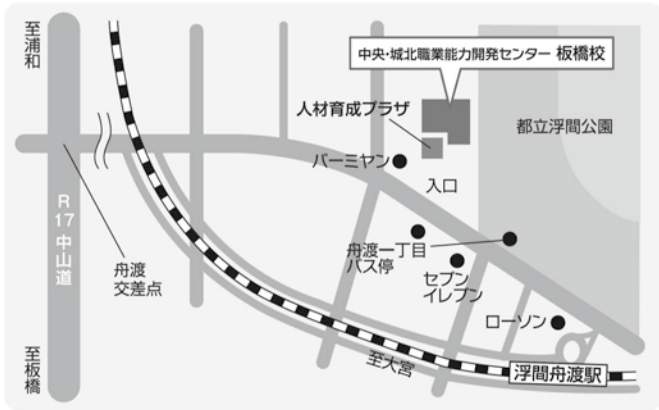 至浦和
中央・城北職業能力開発センター 板橋校
人材育成プラザ
都立浮間公園
バーミヤン
入口
R17中山道
舟渡
交差点
舟渡一丁目
バス停
セブン
イレブン
ローソン
至板橋
至大宮
浮間舟渡駅